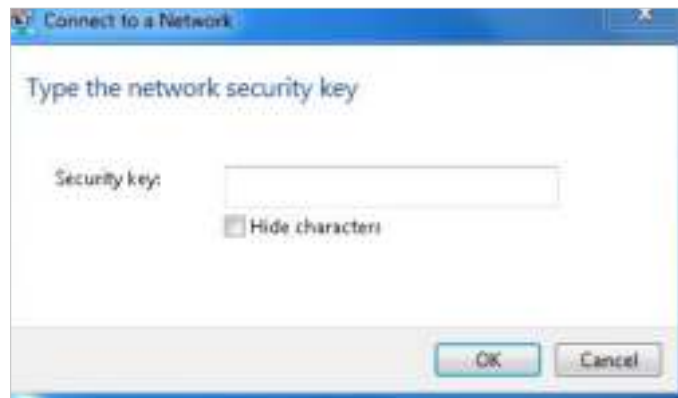 Connect to a Network
Type the network security key
Security key:
Hide characters
OK
Cancel